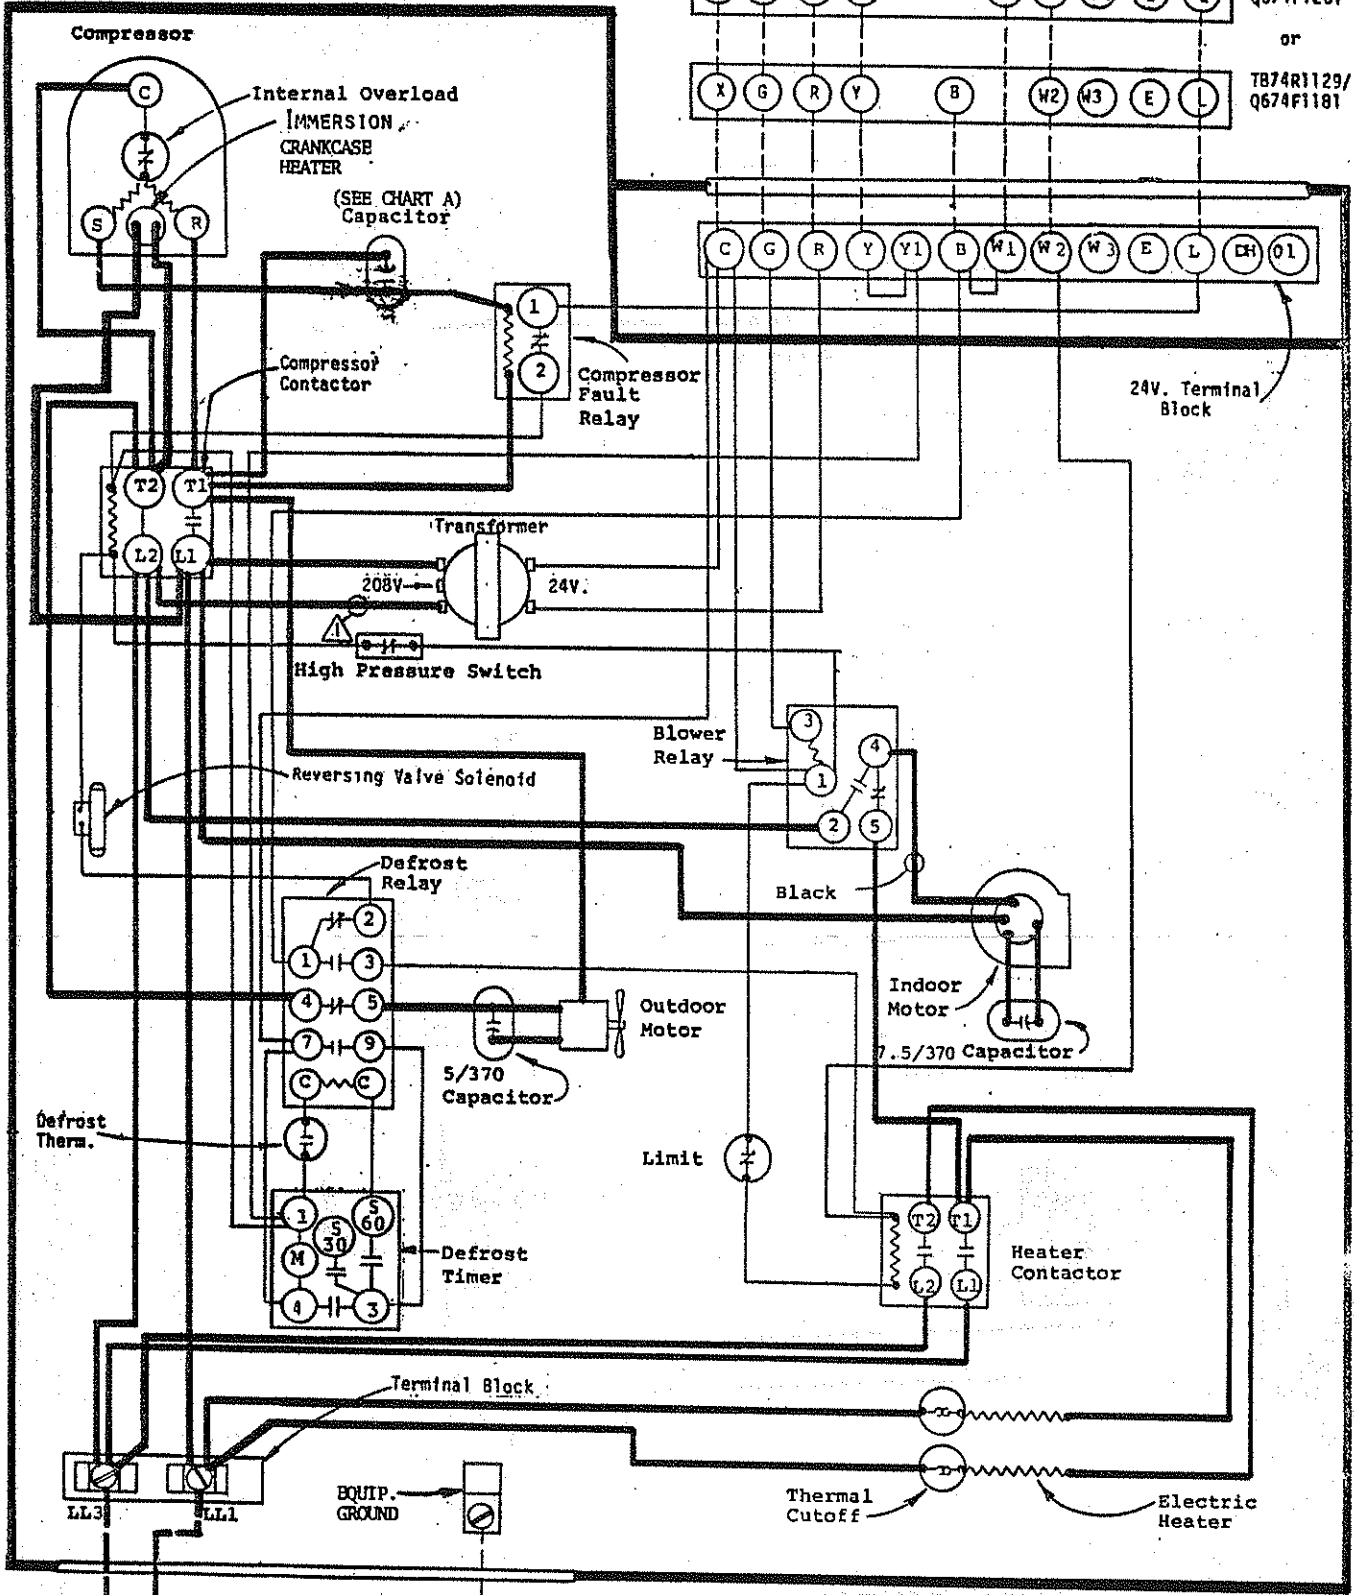 or
X G R Y B W2 W3 E L
TB74R1129/
Q674F1181
Compressor
C
Internal Overload
IMMERSION
CRANKCASE
HEATER
S R
(SEE CHART A)
Capacitor
C G R Y Y1 B W1 W2 W3 E L DH O1
24V. Terminal
Block
1
2
Compressor
Fault
Relay
Compressor
Contactor
T2 T1
L2 L1
Transformer
208V 24V.
1
High Pressure Switch
Blower
Relay
3
4
1
2 5
Reversing Valve Solenoid
Defrost
Relay
2
1 3
4 5
7 9
C C
Black
Indoor
Motor
7.5/370 Capacitor
Outdoor
Motor
5/370
Capacitor
Defrost
Therm.
Limit
1
S
30
S
60
M
4 3
Defrost
Timer
T2 T1
L2 L1
Heater
Contactor
Terminal Block
LL3 LL1
EQUIP.
GROUND
Thermal
Cutoff
Electric
Heater